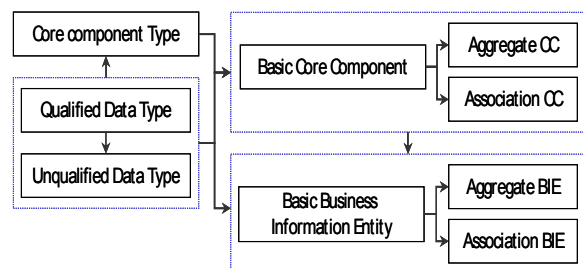 Core component Type
Qualified Data Type
Unqualified Data Type
Basic Core Component
Aggregate CC
Association CC
Basic Business
Information Entity
Aggregate BIE
Association BIE